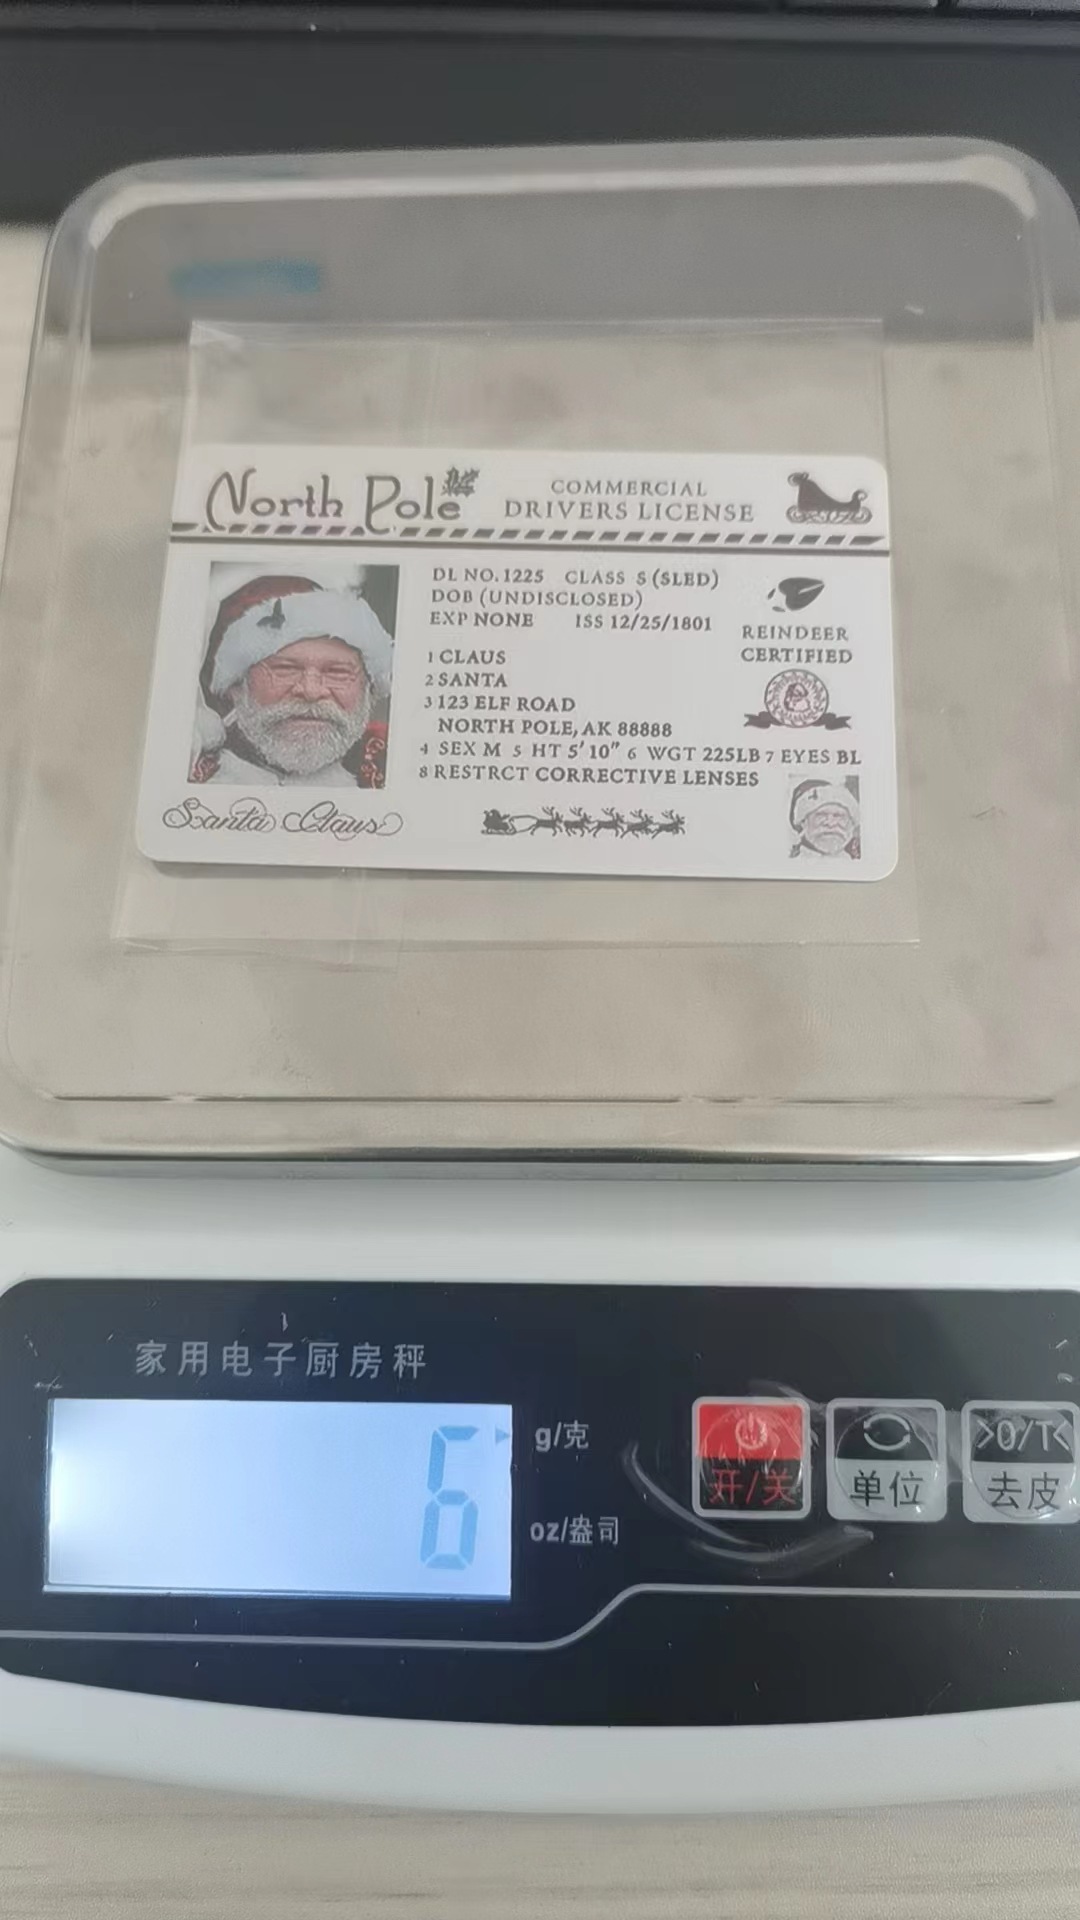 North Pole
COMMERCIAL
DRIVERS LICENSE
DL NO. 1225 CLASS S (SLED)
DOB (UNDISCLOSED)
EXP NONE ISS 12/25/1801
REINDEER
CERTIFIED
1 CLAUS
2 SANTA
3 123 ELF ROAD
NORTH POLE, AK 88888
4 SEX M 5 HT 5'10" 6 WGT 225LB 7 EYES BL
8 RESTRCT CORRECTIVE LENSES
Santa Claus
家用电子厨房秤
6
g/克
oz/盎司
开/关
单位
>0/T<
去皮